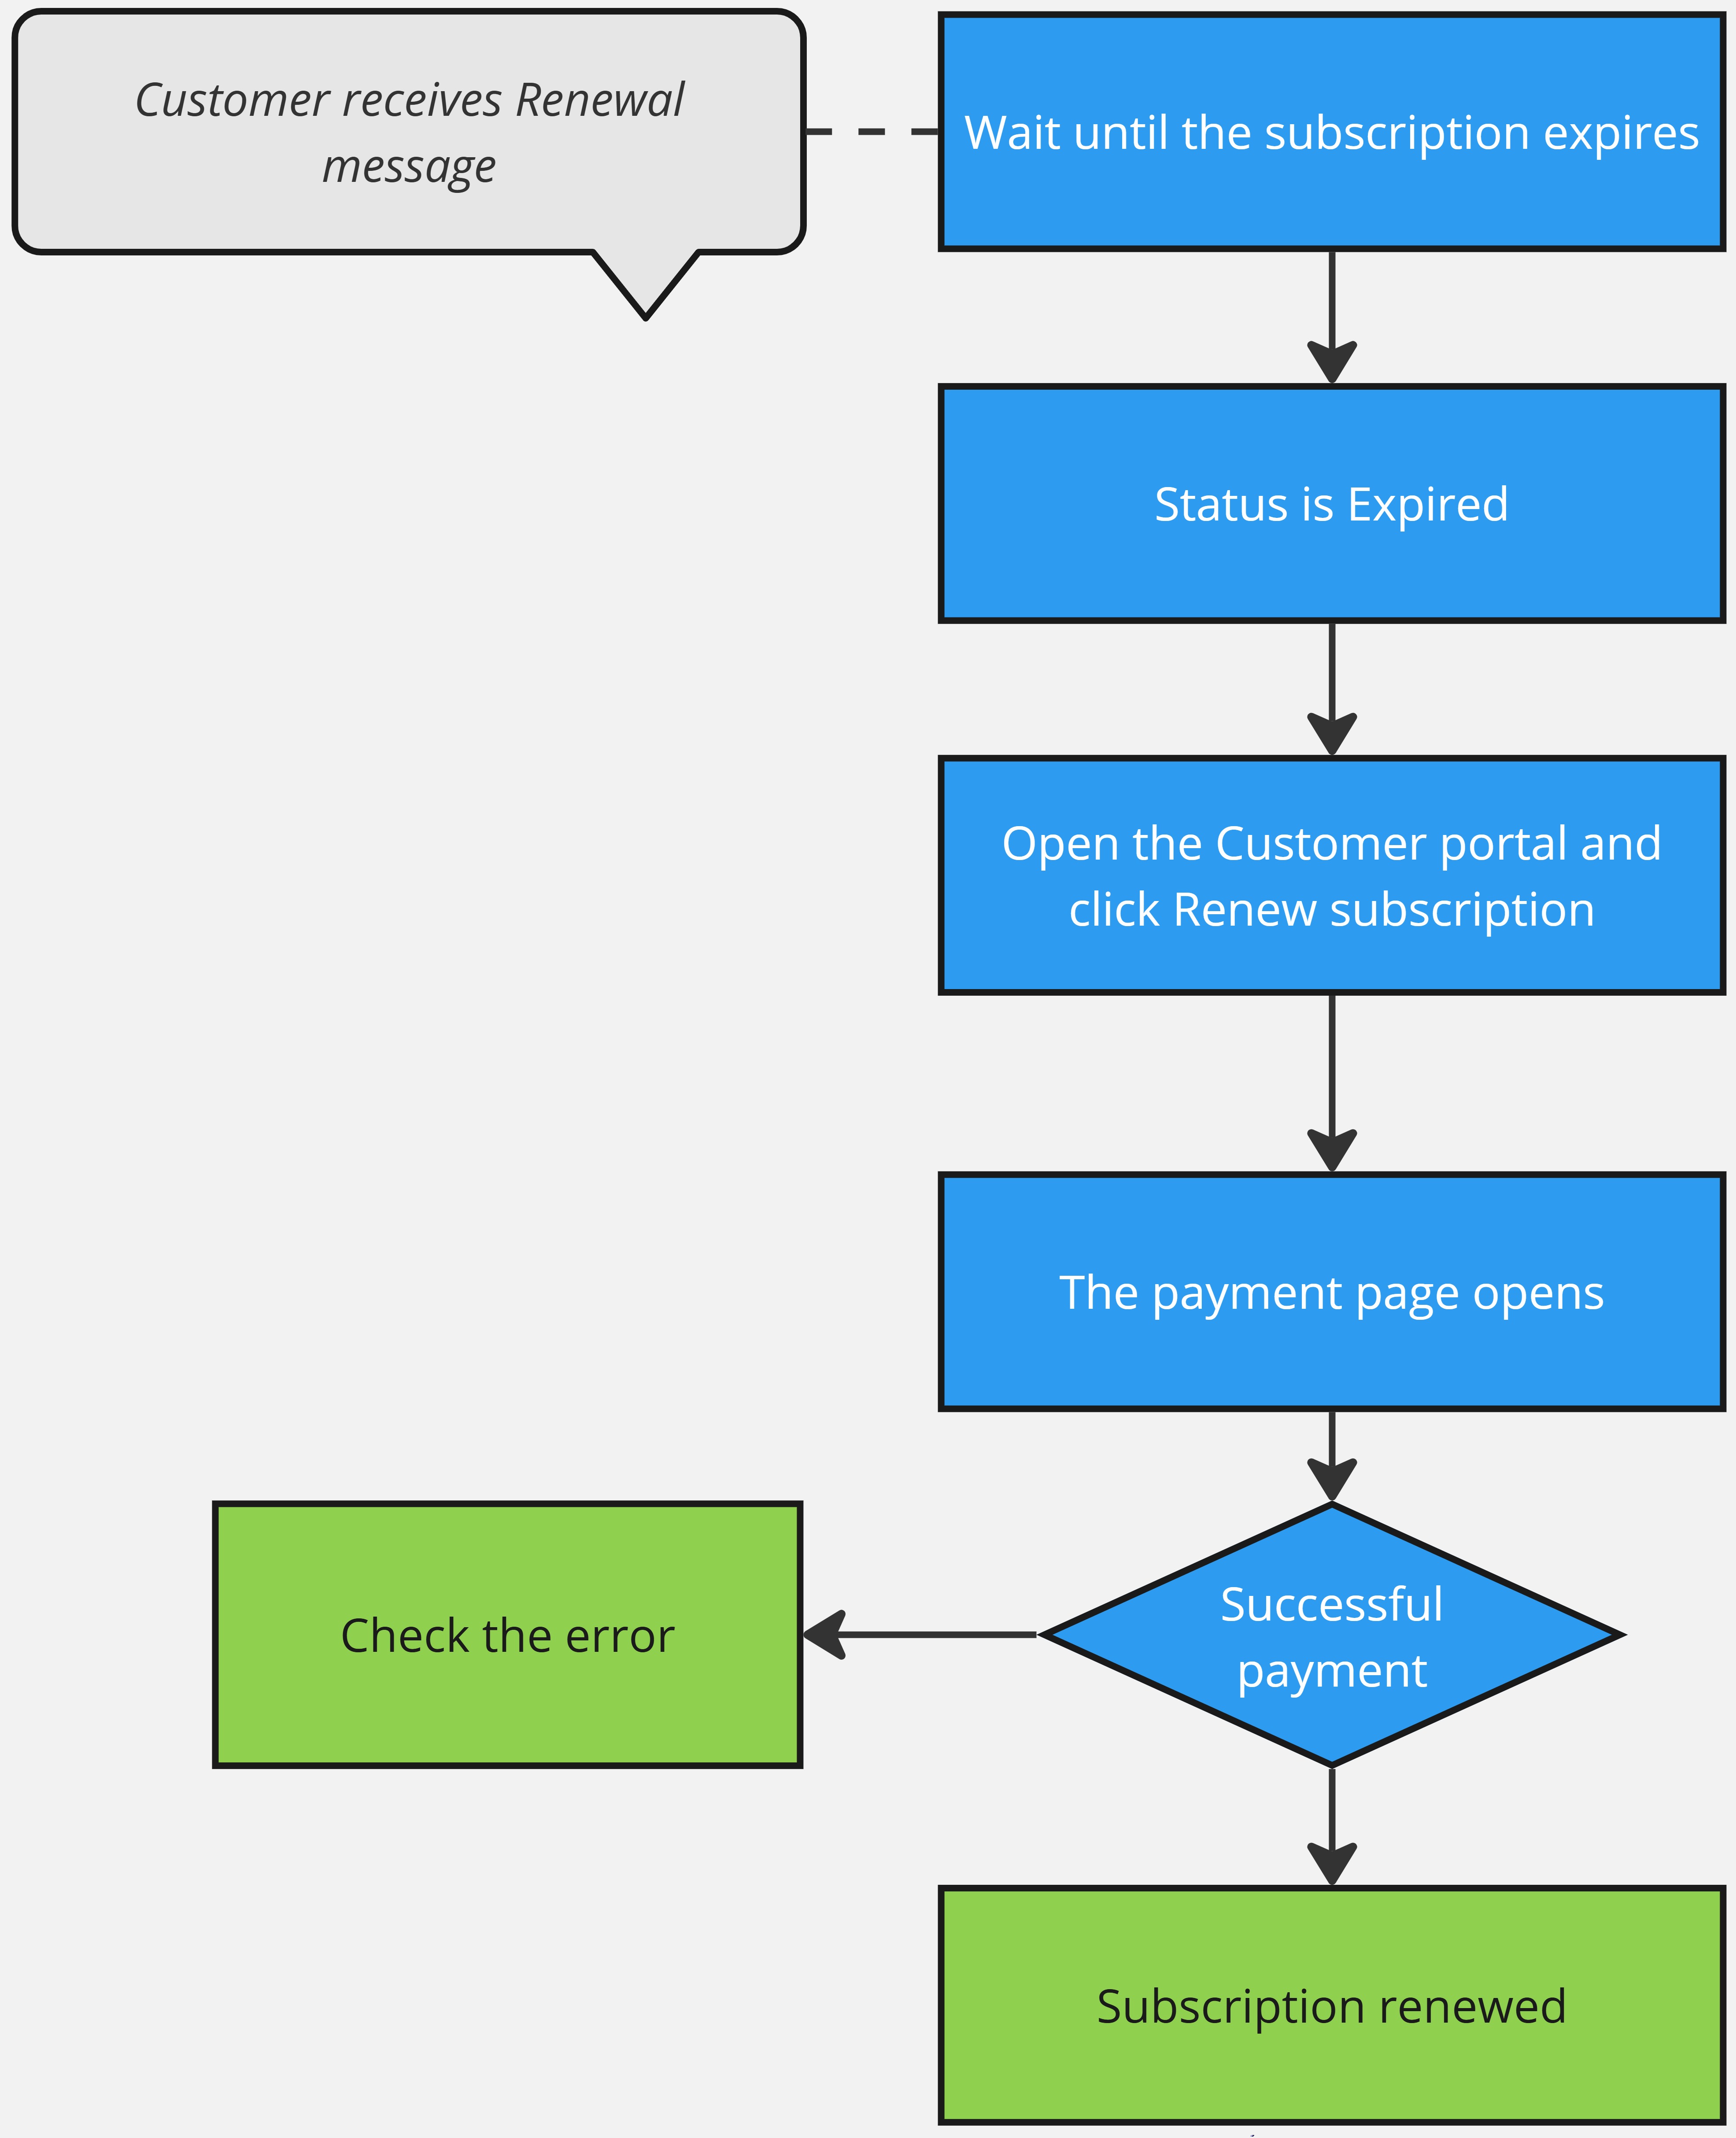 Customer receives Renewal
message
Wait until the subscription expires
Status is Expired
Open the Customer portal and
click Renew subscription
The payment page opens
Check the error
Successful
payment
Subscription renewed